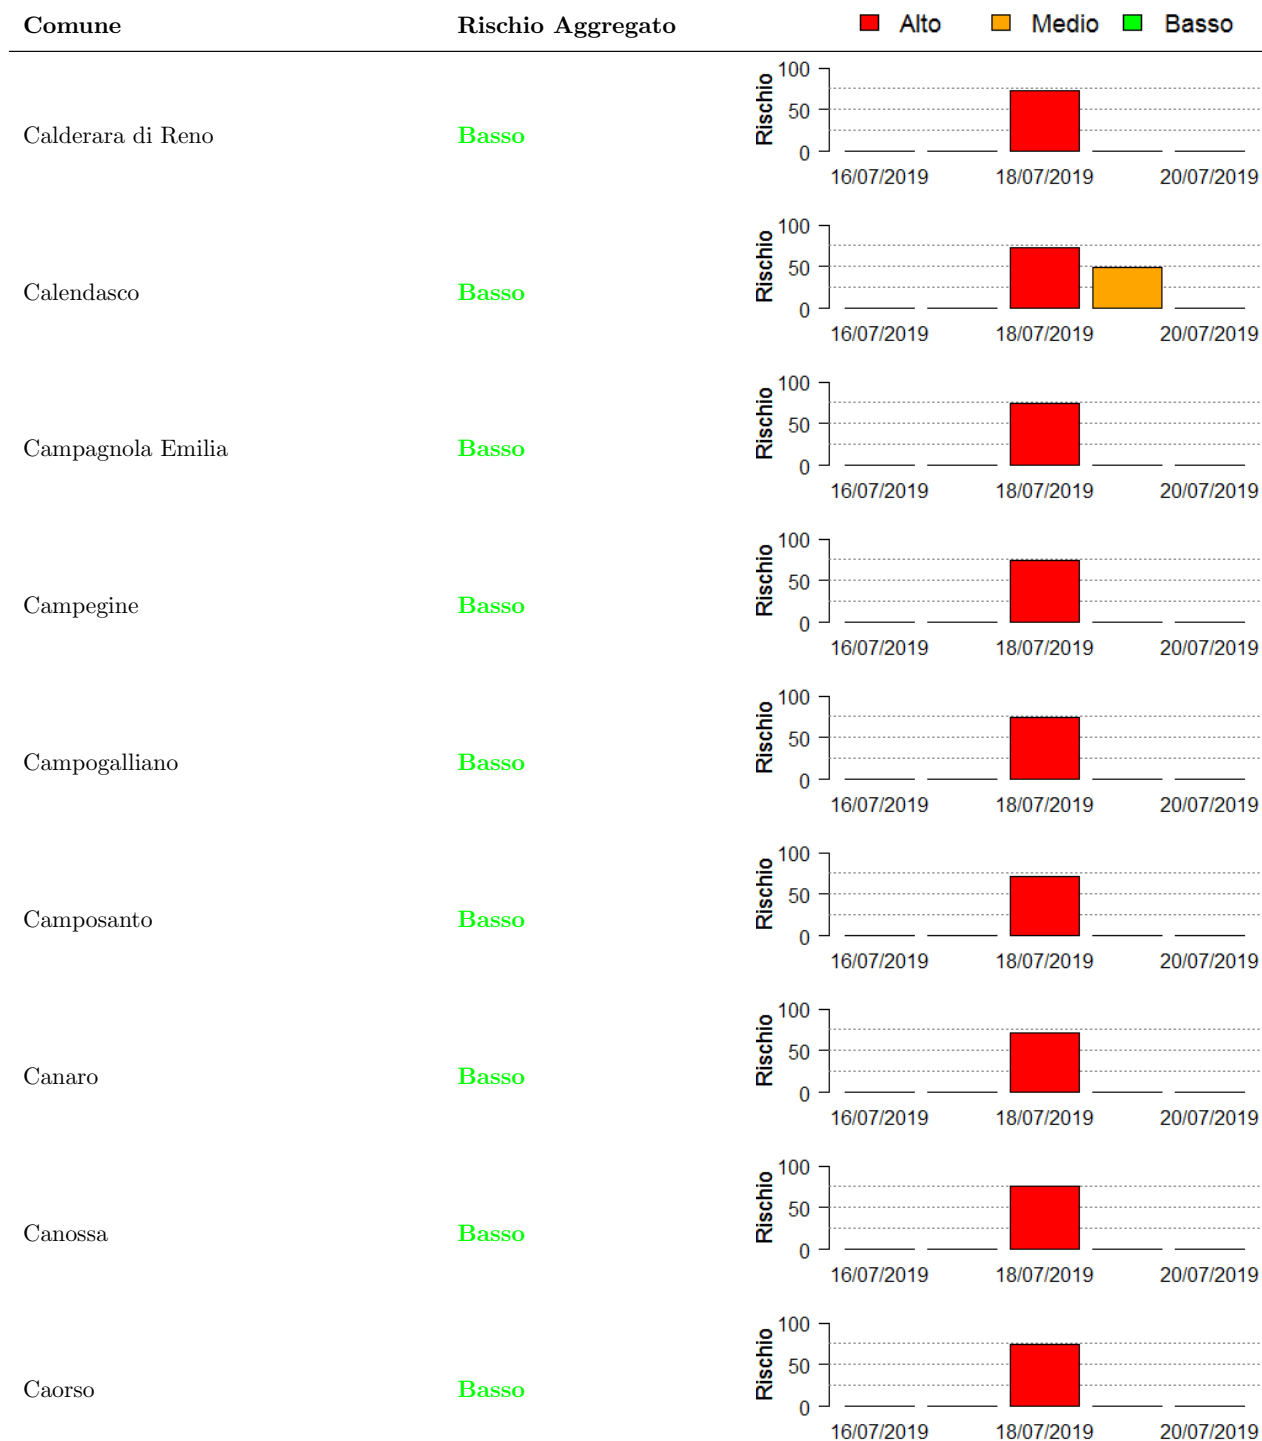 Comune Rischio Aggregato Alto Medio Basso
Calderara di Reno Basso Rischio 100 50 0
16/07/2019 18/07/2019 20/07/2019
Calendasco Basso Rischio 100 50 0
16/07/2019 18/07/2019 20/07/2019
Campagnola Emilia Basso Rischio 100 50 0
16/07/2019 18/07/2019 20/07/2019
Campegine Basso Rischio 100 50 0
16/07/2019 18/07/2019 20/07/2019
Campogalliano Basso Rischio 100 50 0
16/07/2019 18/07/2019 20/07/2019
Camposanto Basso Rischio 100 50 0
16/07/2019 18/07/2019 20/07/2019
Canaro Basso Rischio 100 50 0
16/07/2019 18/07/2019 20/07/2019
Canossa Basso Rischio 100 50 0
16/07/2019 18/07/2019 20/07/2019
Caorso Basso Rischio 100 50 0
16/07/2019 18/07/2019 20/07/2019